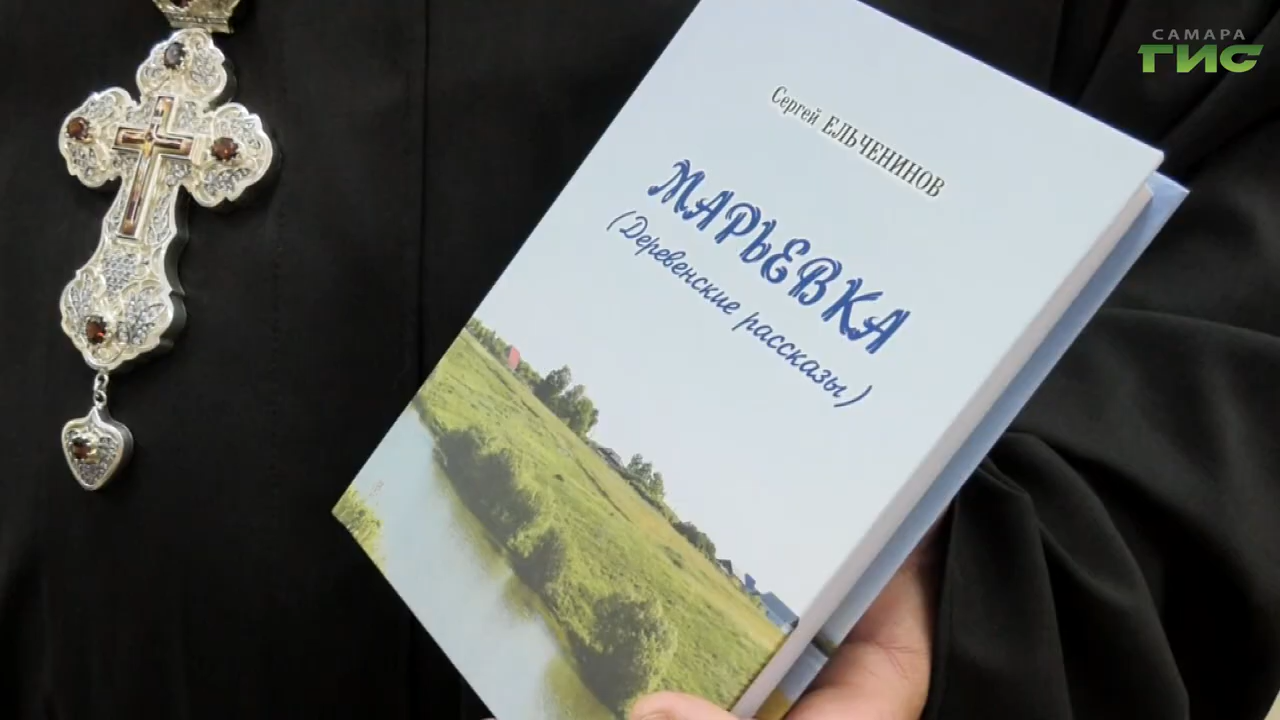 САМАРА
ГИС
Сергей ЕЛЬЧЕНИНОВ
МАРЬЕВКА
(Деревенские рассказы)